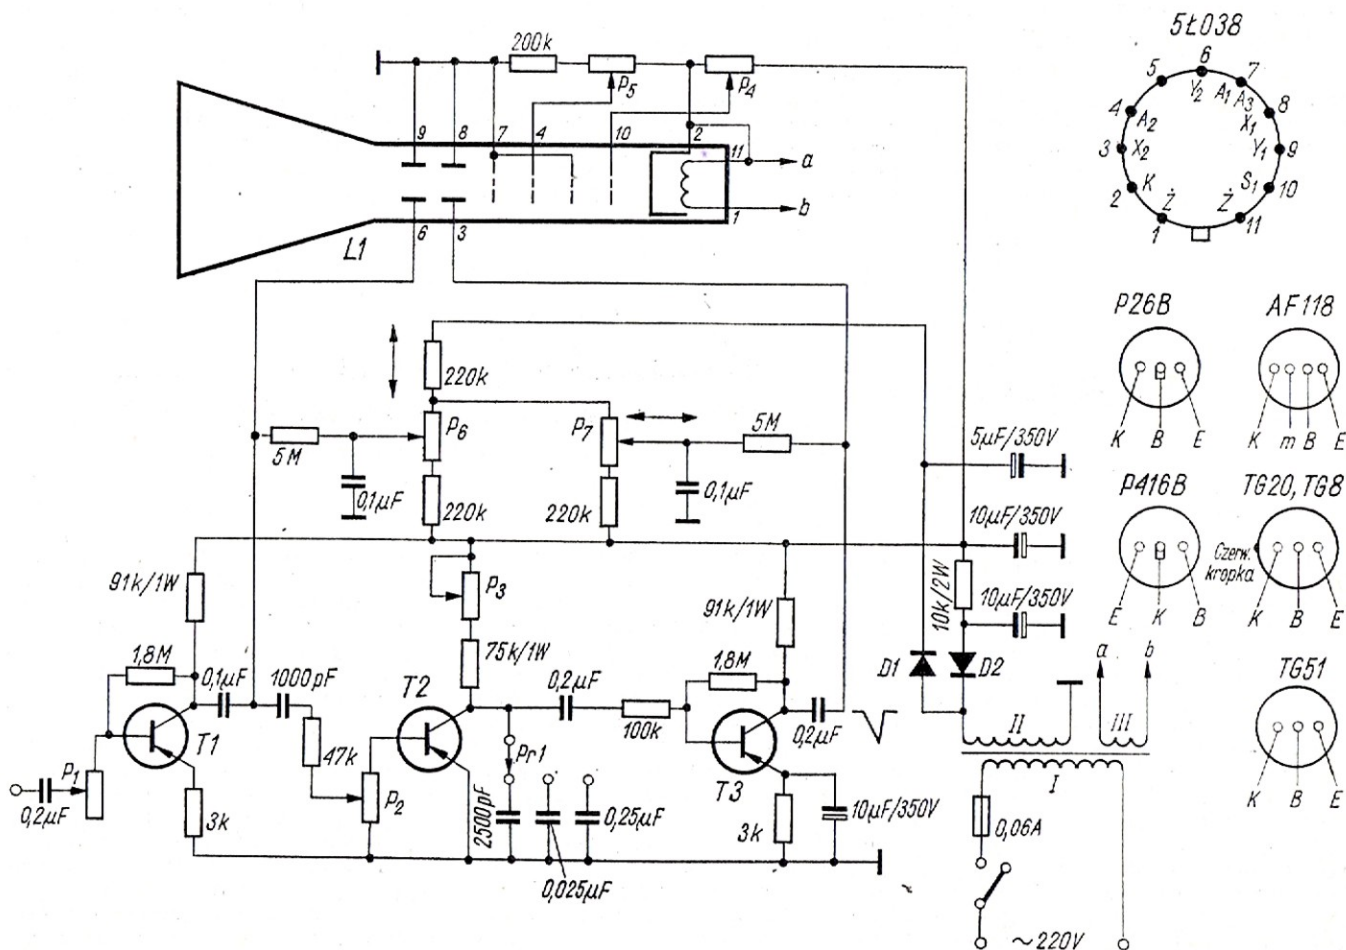 5Ł038
200k
P5
P4
9 8 7 4 10 2
11
a
1
b
6 3
L1
5 6 7
4 8
3 9
2 10
1 11
Y2 A1 A3
A2 X1
X2 Y1
K S1
Ż Ż
220k
P6
P7
5M
5M
0,1µF
0,1µF
220k
220k
5µF/350V
10µF/350V
10k/2W
10µF/350V
P26B
K B E
AF118
K m B E
P416B
E K B
TG20, TG8
Czerw. kropka
K B E
TG51
K B E
91k/1W
1,8M
0,1µF
1000pF
T1
P1
0,2µF
3k
47k
P2
T2
P3
75k/1W
Pr1
2500pF
0,025µF
0,25µF
0,2µF
100k
91k/1W
1,8M
T3
0,2µF
3k
10µF/350V
D1
D2
a b
II III
I
0,06A
~220V